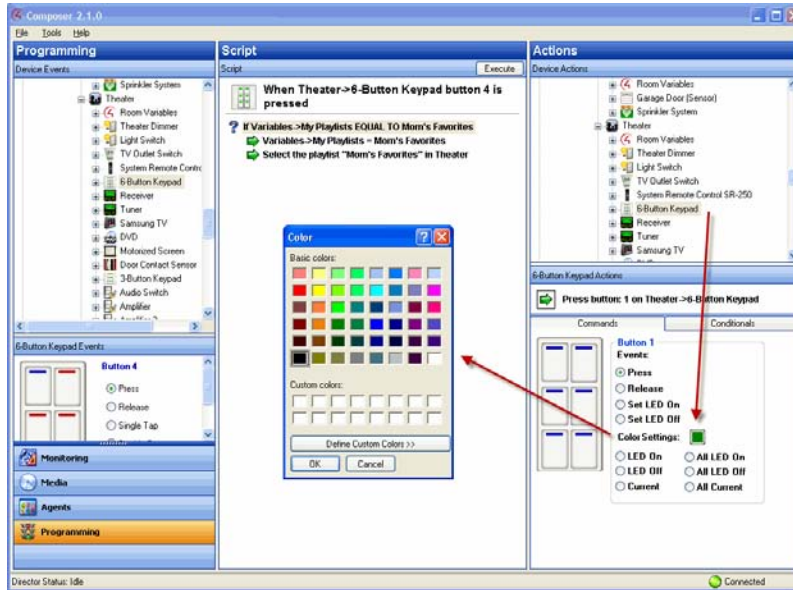 Composer 2.1.0
File Tools Help
Programming
Device Events
Sprinkler System
Theater
Room Variables
Theater Dimmer
Light Switch
TV Outlet Switch
System Remote Contro
6-Button Keypad
Receiver
Tuner
Samsung TV
DVD
Motorized Screen
Door Contact Sensor
3-Button Keypad
Audio Switch
Amplifier
6-Button Keypad Events
Button 4
Press
Release
Single Tap
Monitoring
Media
Agents
Programming
Director Status: Idle
Script
Script
Execute
When Theater->6-Button Keypad button 4 is
pressed
If Variables->My Playlists EQUAL TO Mom's Favorites
Variables->My Playlists = Mom's Favorites
Select the playlist "Mom's Favorites" in Theater
Color
Basic colors:
Custom colors:
Define Custom Colors >>
OK Cancel
Actions
Device Actions
Room Variables
Garage Door (Sensor)
Sprinkler System
Theater
Room Variables
Theater Dimmer
Light Switch
TV Outlet Switch
System Remote Control SR-250
6-Button Keypad
Receiver
Tuner
Samsung TV
6-Button Keypad Actions
Press button: 1 on Theater->6-Button Keypad
Commands Conditionals
Button 1
Events:
Press
Release
Set LED On
Set LED Off
Color Settings:
LED On All LED On
LED Off All LED Off
Current All Current
Connected